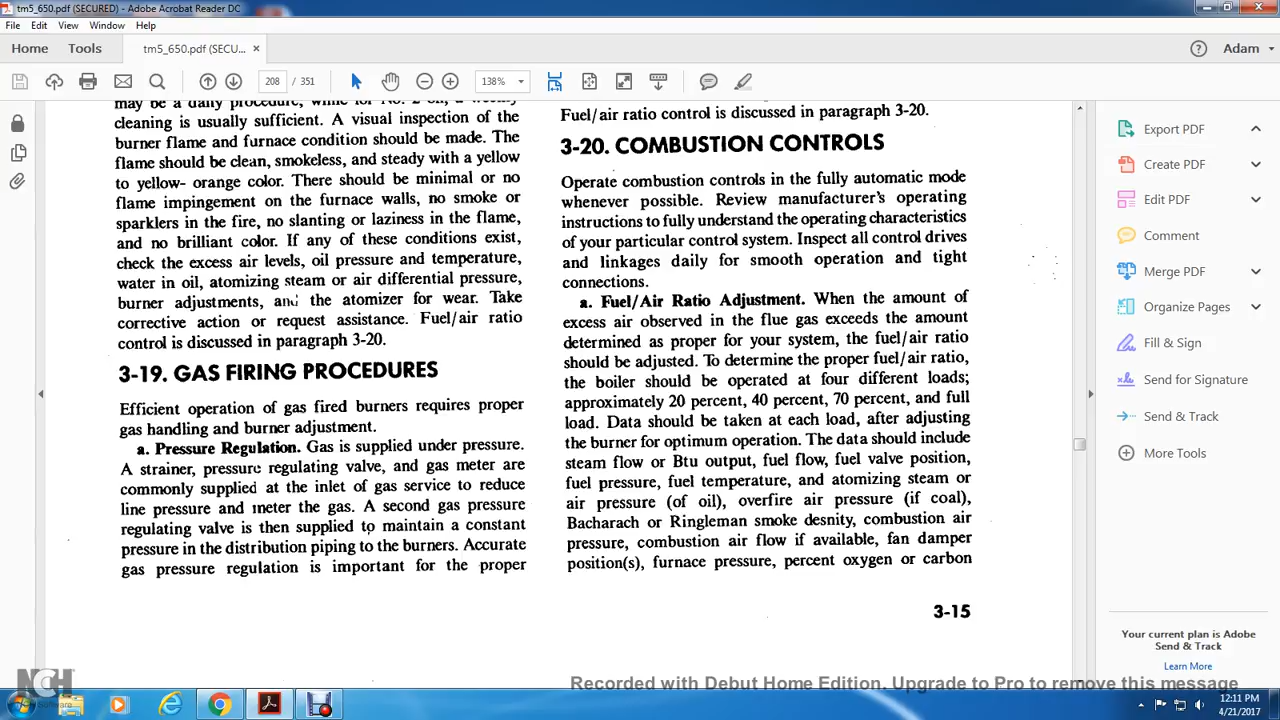 tm5_650.pdf (SECURED) - Adobe Acrobat Reader DC
File Edit View Window Help
Home Tools tm5_650.pdf (SECU... × Adam
208 / 351 138%
may be a daily procedure, while for No. 2 oil, a weekly
cleaning is usually sufficient. A visual inspection of the
burner flame and furnace condition should be made. The
flame should be clean, smokeless, and steady with a yellow
to yellow- orange color. There should be minimal or no
flame impingement on the furnace walls, no smoke or
sparklers in the fire, no slanting or laziness in the flame,
and no brilliant color. If any of these conditions exist,
check the excess air levels, oil pressure and temperature,
water in oil, atomizing steam or air differential pressure,
burner adjustments, and the atomizer for wear. Take
corrective action or request assistance. Fuel/air ratio
control is discussed in paragraph 3-20.
3-19. GAS FIRING PROCEDURES
Efficient operation of gas fired burners requires proper
gas handling and burner adjustment.
a. Pressure Regulation. Gas is supplied under pressure.
A strainer, pressure regulating valve, and gas meter are
commonly supplied at the inlet of gas service to reduce
line pressure and meter the gas. A second gas pressure
regulating valve is then supplied to maintain a constant
pressure in the distribution piping to the burners. Accurate
gas pressure regulation is important for the proper
Fuel/air ratio control is discussed in paragraph 3-20.
3-20. COMBUSTION CONTROLS
Operate combustion controls in the fully automatic mode
whenever possible. Review manufacturer's operating
instructions to fully understand the operating characteristics
of your particular control system. Inspect all control drives
and linkages daily for smooth operation and tight
connections.
a. Fuel/Air Ratio Adjustment. When the amount of
excess air observed in the flue gas exceeds the amount
determined as proper for your system, the fuel/air ratio
should be adjusted. To determine the proper fuel/air ratio,
the boiler should be operated at four different loads;
approximately 20 percent, 40 percent, 70 percent, and full
load. Data should be taken at each load, after adjusting
the burner for optimum operation. The data should include
steam flow or Btu output, fuel flow, fuel valve position,
fuel pressure, fuel temperature, and atomizing steam or
air pressure (of oil), overfire air pressure (if coal),
Bacharach or Ringleman smoke desnity, combustion air
pressure, combustion air flow if available, fan damper
position(s), furnace pressure, percent oxygen or carbon
3-15
Export PDF
Create PDF
Edit PDF
Comment
Merge PDF
Organize Pages
Fill & Sign
Send for Signature
Send & Track
More Tools
Your current plan is Adobe
Send & Track
Learn More
NCH
Software
Recorded with Debut Home Edition. Upgrade to Pro to remove this message
12:11 PM
4/21/2017